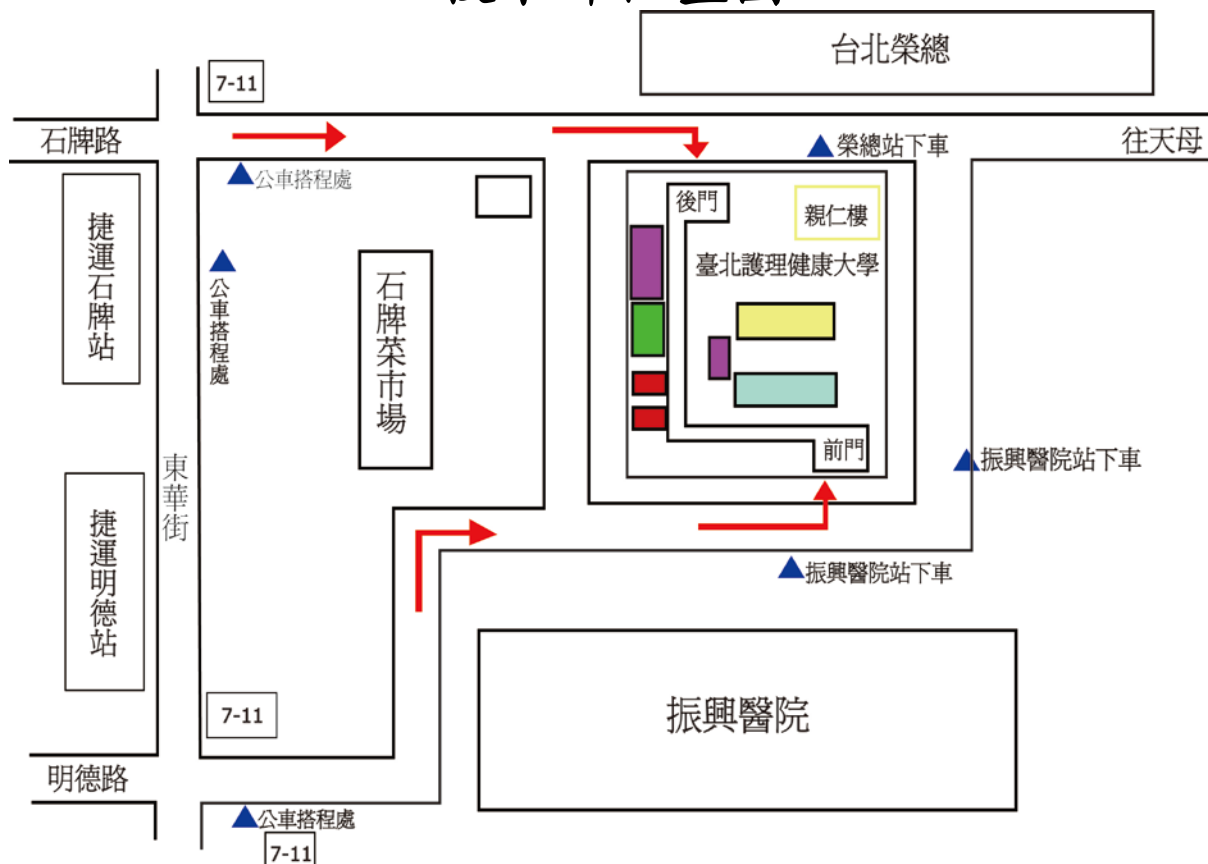 台北榮總
7-11
石牌路
往天母
榮總站下車
公車搭程處
後門
親仁樓
捷運石牌站
公車搭程處
石牌菜市場
臺北護理健康大學
前門
振興醫院站下車
東華街
捷運明德站
振興醫院站下車
7-11
振興醫院
明德路
公車搭程處
7-11